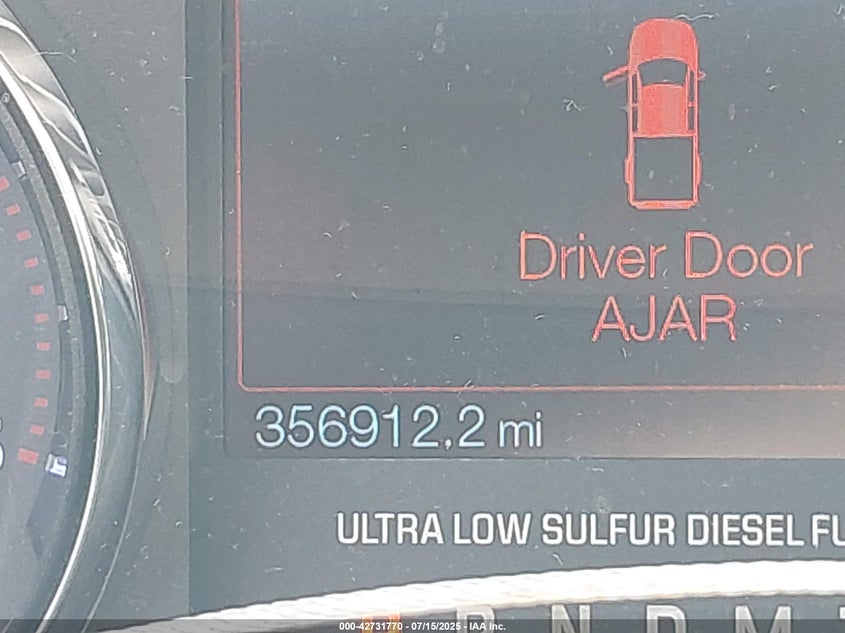 Driver Door
AJAR
356912.2 mi
ULTRA LOW SULFUR DIESEL FU
R N D M
000-42731770 - 07/15/2025 - IAA Inc.